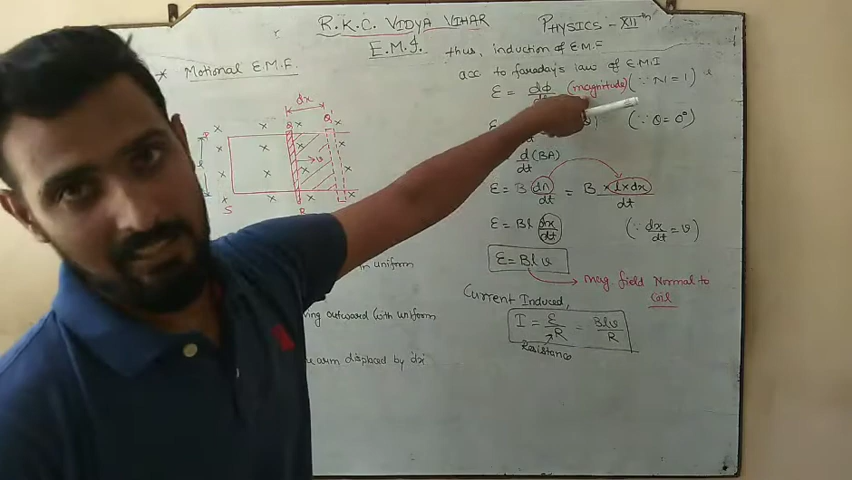 R.K.C. VIDYA VIHAR
PHYSICS - XIIth
E.M.I.
* Motional E.M.F.
thus, induction of E.M.F
acc to faraday's law of E.M.I
ε = dφ/dt (magnitude) (∵ N = 1)
(∵ θ = 0°)
d/dt (BA)
ε = B dA/dt = B × l × dx/dt
ε = Bl dx/dt (∵ dx/dt = v)
ε = Blv
mag field Normal to
coil
Current Induced,
I = ε/R = Blv/R
Resistance
dx
Q
Q'
v
S
R
in uniform
ing outward with uniform
arm displaced by dx